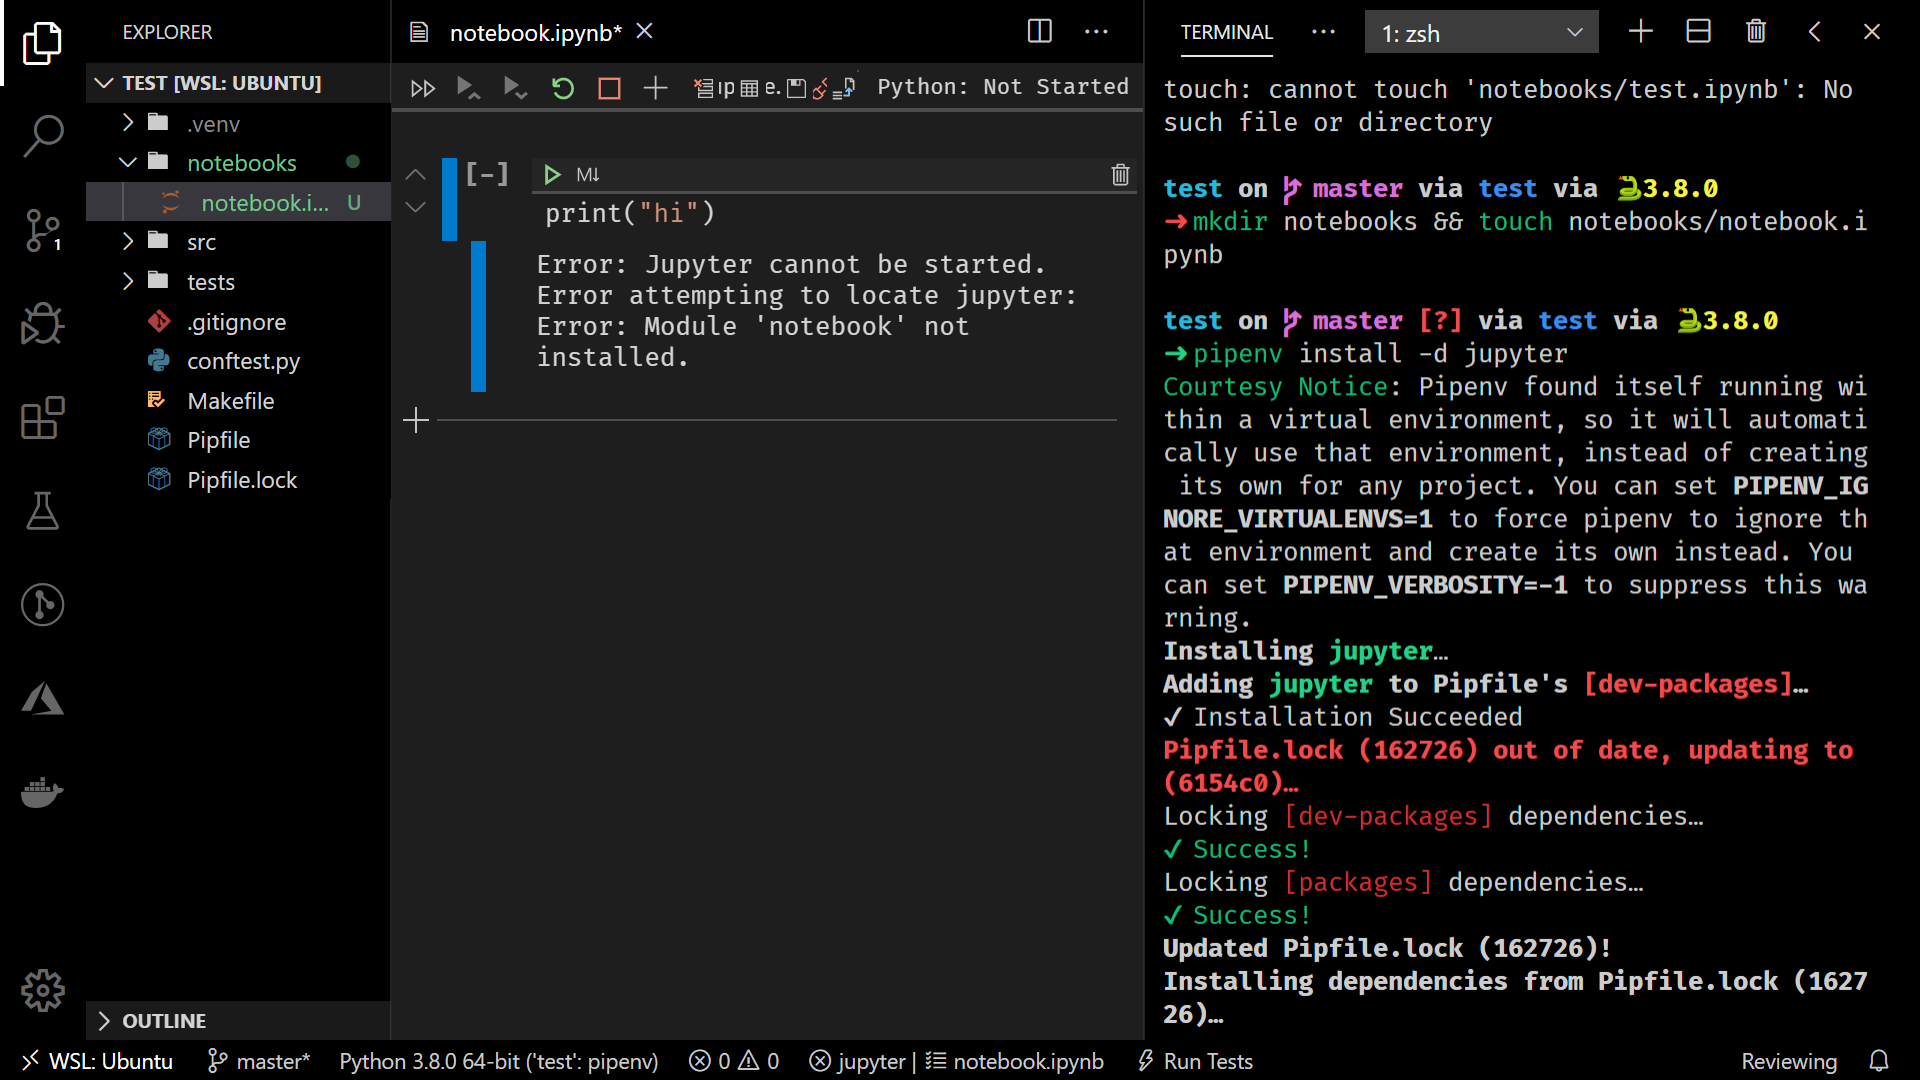 EXPLORER
TEST [WSL: UBUNTU]
.venv
notebooks
notebook.i... U
src
tests
.gitignore
conftest.py
Makefile
Pipfile
Pipfile.lock
OUTLINE
1
notebook.ipynb*
Python: Not Started
[-]
M↓
print("hi")
Error: Jupyter cannot be started.
Error attempting to locate jupyter:
Error: Module 'notebook' not
installed.
TERMINAL
1: zsh
touch: cannot touch 'notebooks/test.ipynb': No
such file or directory
test on master via test via 🐍3.8.0
➜ mkdir notebooks && touch notebooks/notebook.i
pynb
test on master [?] via test via 🐍3.8.0
➜ pipenv install -d jupyter
Courtesy Notice: Pipenv found itself running wi
thin a virtual environment, so it will automati
cally use that environment, instead of creating
its own for any project. You can set PIPENV_IG
NORE_VIRTUALENVS=1 to force pipenv to ignore th
at environment and create its own instead. You
can set PIPENV_VERBOSITY=-1 to suppress this wa
rning.
Installing jupyter…
Adding jupyter to Pipfile's [dev-packages]…
✔ Installation Succeeded
Pipfile.lock (162726) out of date, updating to
(6154c0)…
Locking [dev-packages] dependencies…
✔ Success!
Locking [packages] dependencies…
✔ Success!
Updated Pipfile.lock (162726)!
Installing dependencies from Pipfile.lock (1627
26)…
WSL: Ubuntu master* Python 3.8.0 64-bit ('test': pipenv) 0 0 jupyter | notebook.ipynb Run Tests Reviewing